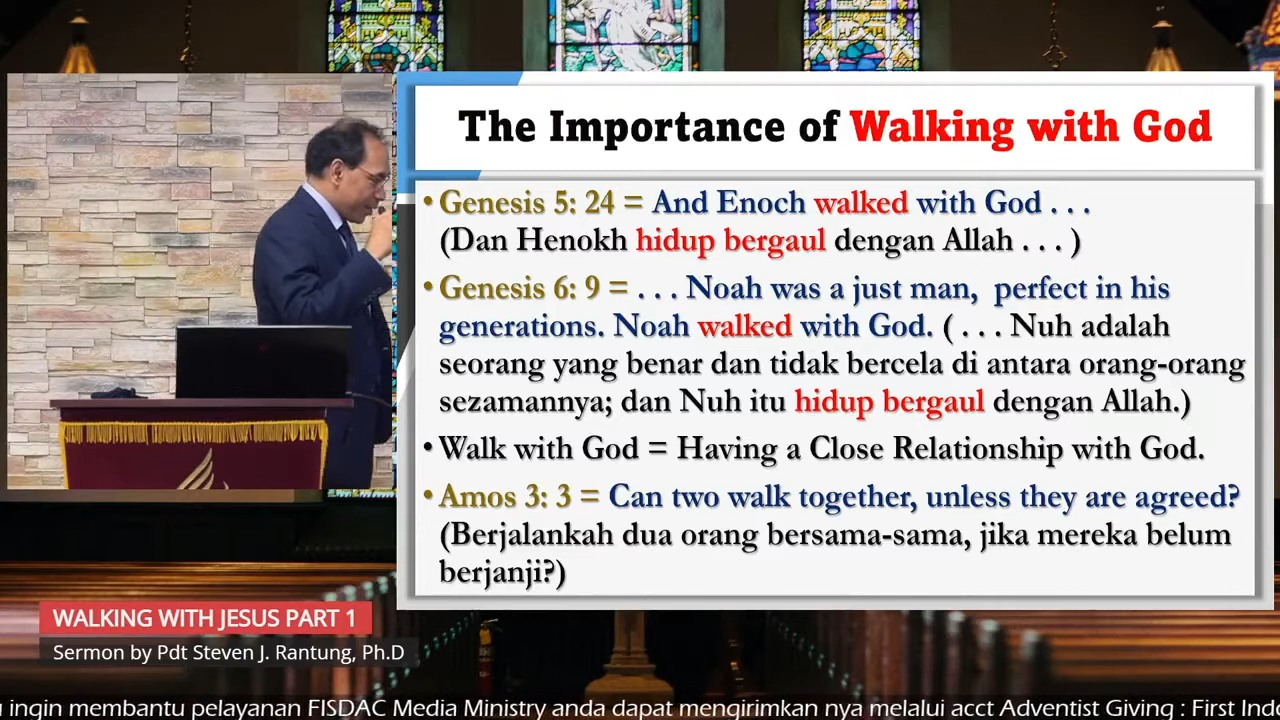 The Importance of Walking with God
• Genesis 5: 24 = And Enoch walked with God . . .
(Dan Henokh hidup bergaul dengan Allah . . . )
• Genesis 6: 9 = . . . Noah was a just man, perfect in his
generations. Noah walked with God. ( . . . Nuh adalah
seorang yang benar dan tidak bercela di antara orang-orang
sezamannya; dan Nuh itu hidup bergaul dengan Allah.)
• Walk with God = Having a Close Relationship with God.
• Amos 3: 3 = Can two walk together, unless they are agreed?
(Berjalankah dua orang bersama-sama, jika mereka belum
berjanji?)
WALKING WITH JESUS PART 1
Sermon by Pdt Steven J. Rantung, Ph.D
ingin membantu pelayanan FISDAC Media Ministry anda dapat mengirimkan nya melalui acct Adventist Giving : First